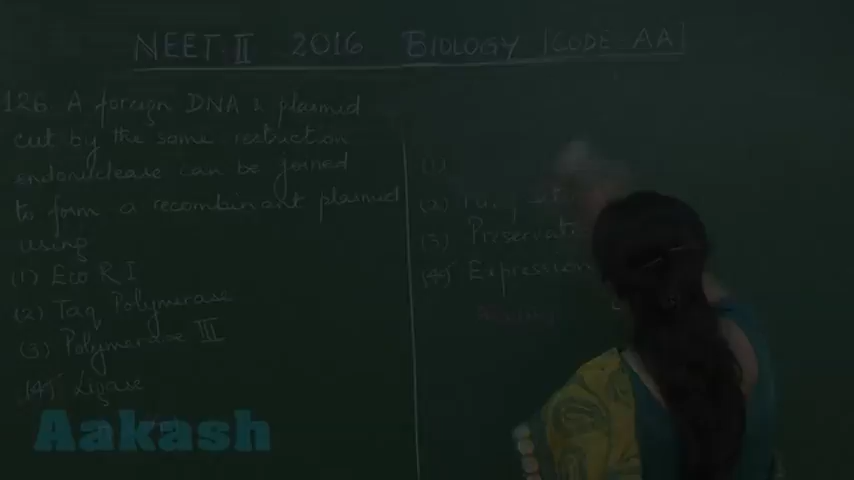 NEET-II 2016 BIOLOGY [CODE AA]
126. A foreign DNA & plasmid
cut by the same restriction
endonuclease can be joined
to form a recombinant plasmid
using
(1) Eco R I
(2) Taq Polymerase
(3) Polymerase III
(4) Ligase
(1)
(2)
(3) Preservati
(4) Expression
Aakash